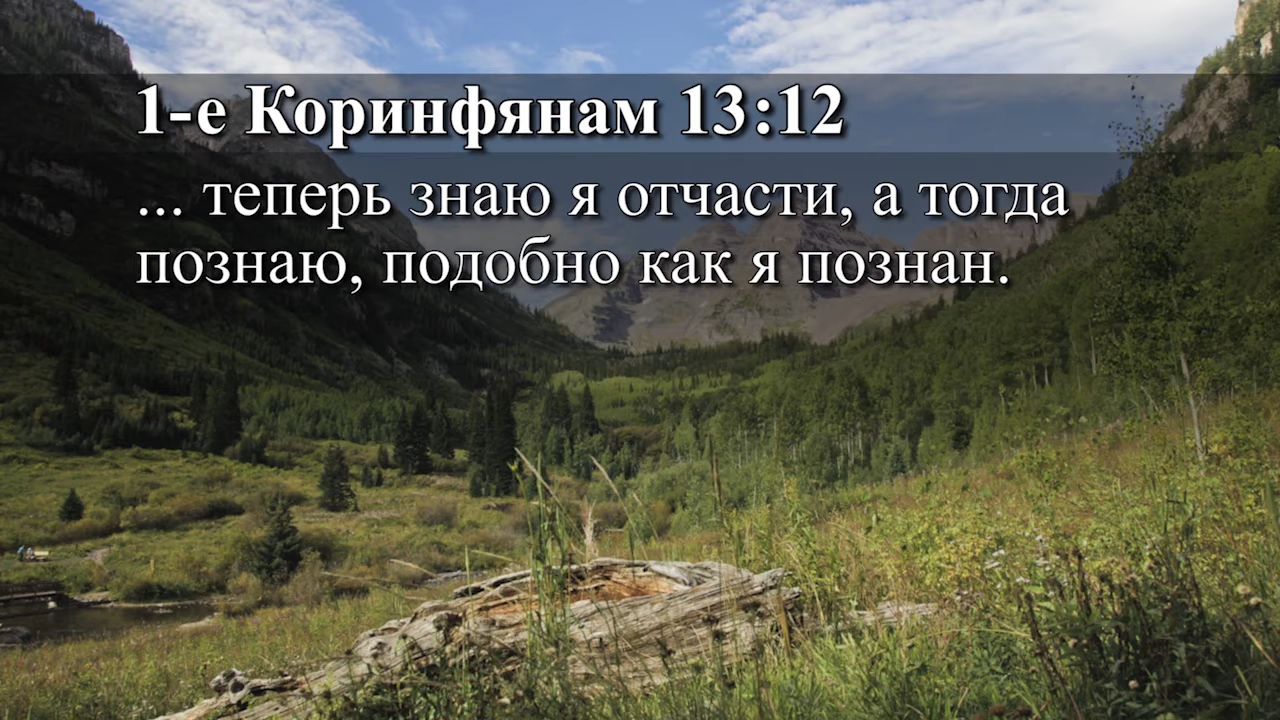 1-е Коринфянам 13:12
... теперь знаю я отчасти, а тогда
познаю, подобно как я познан.